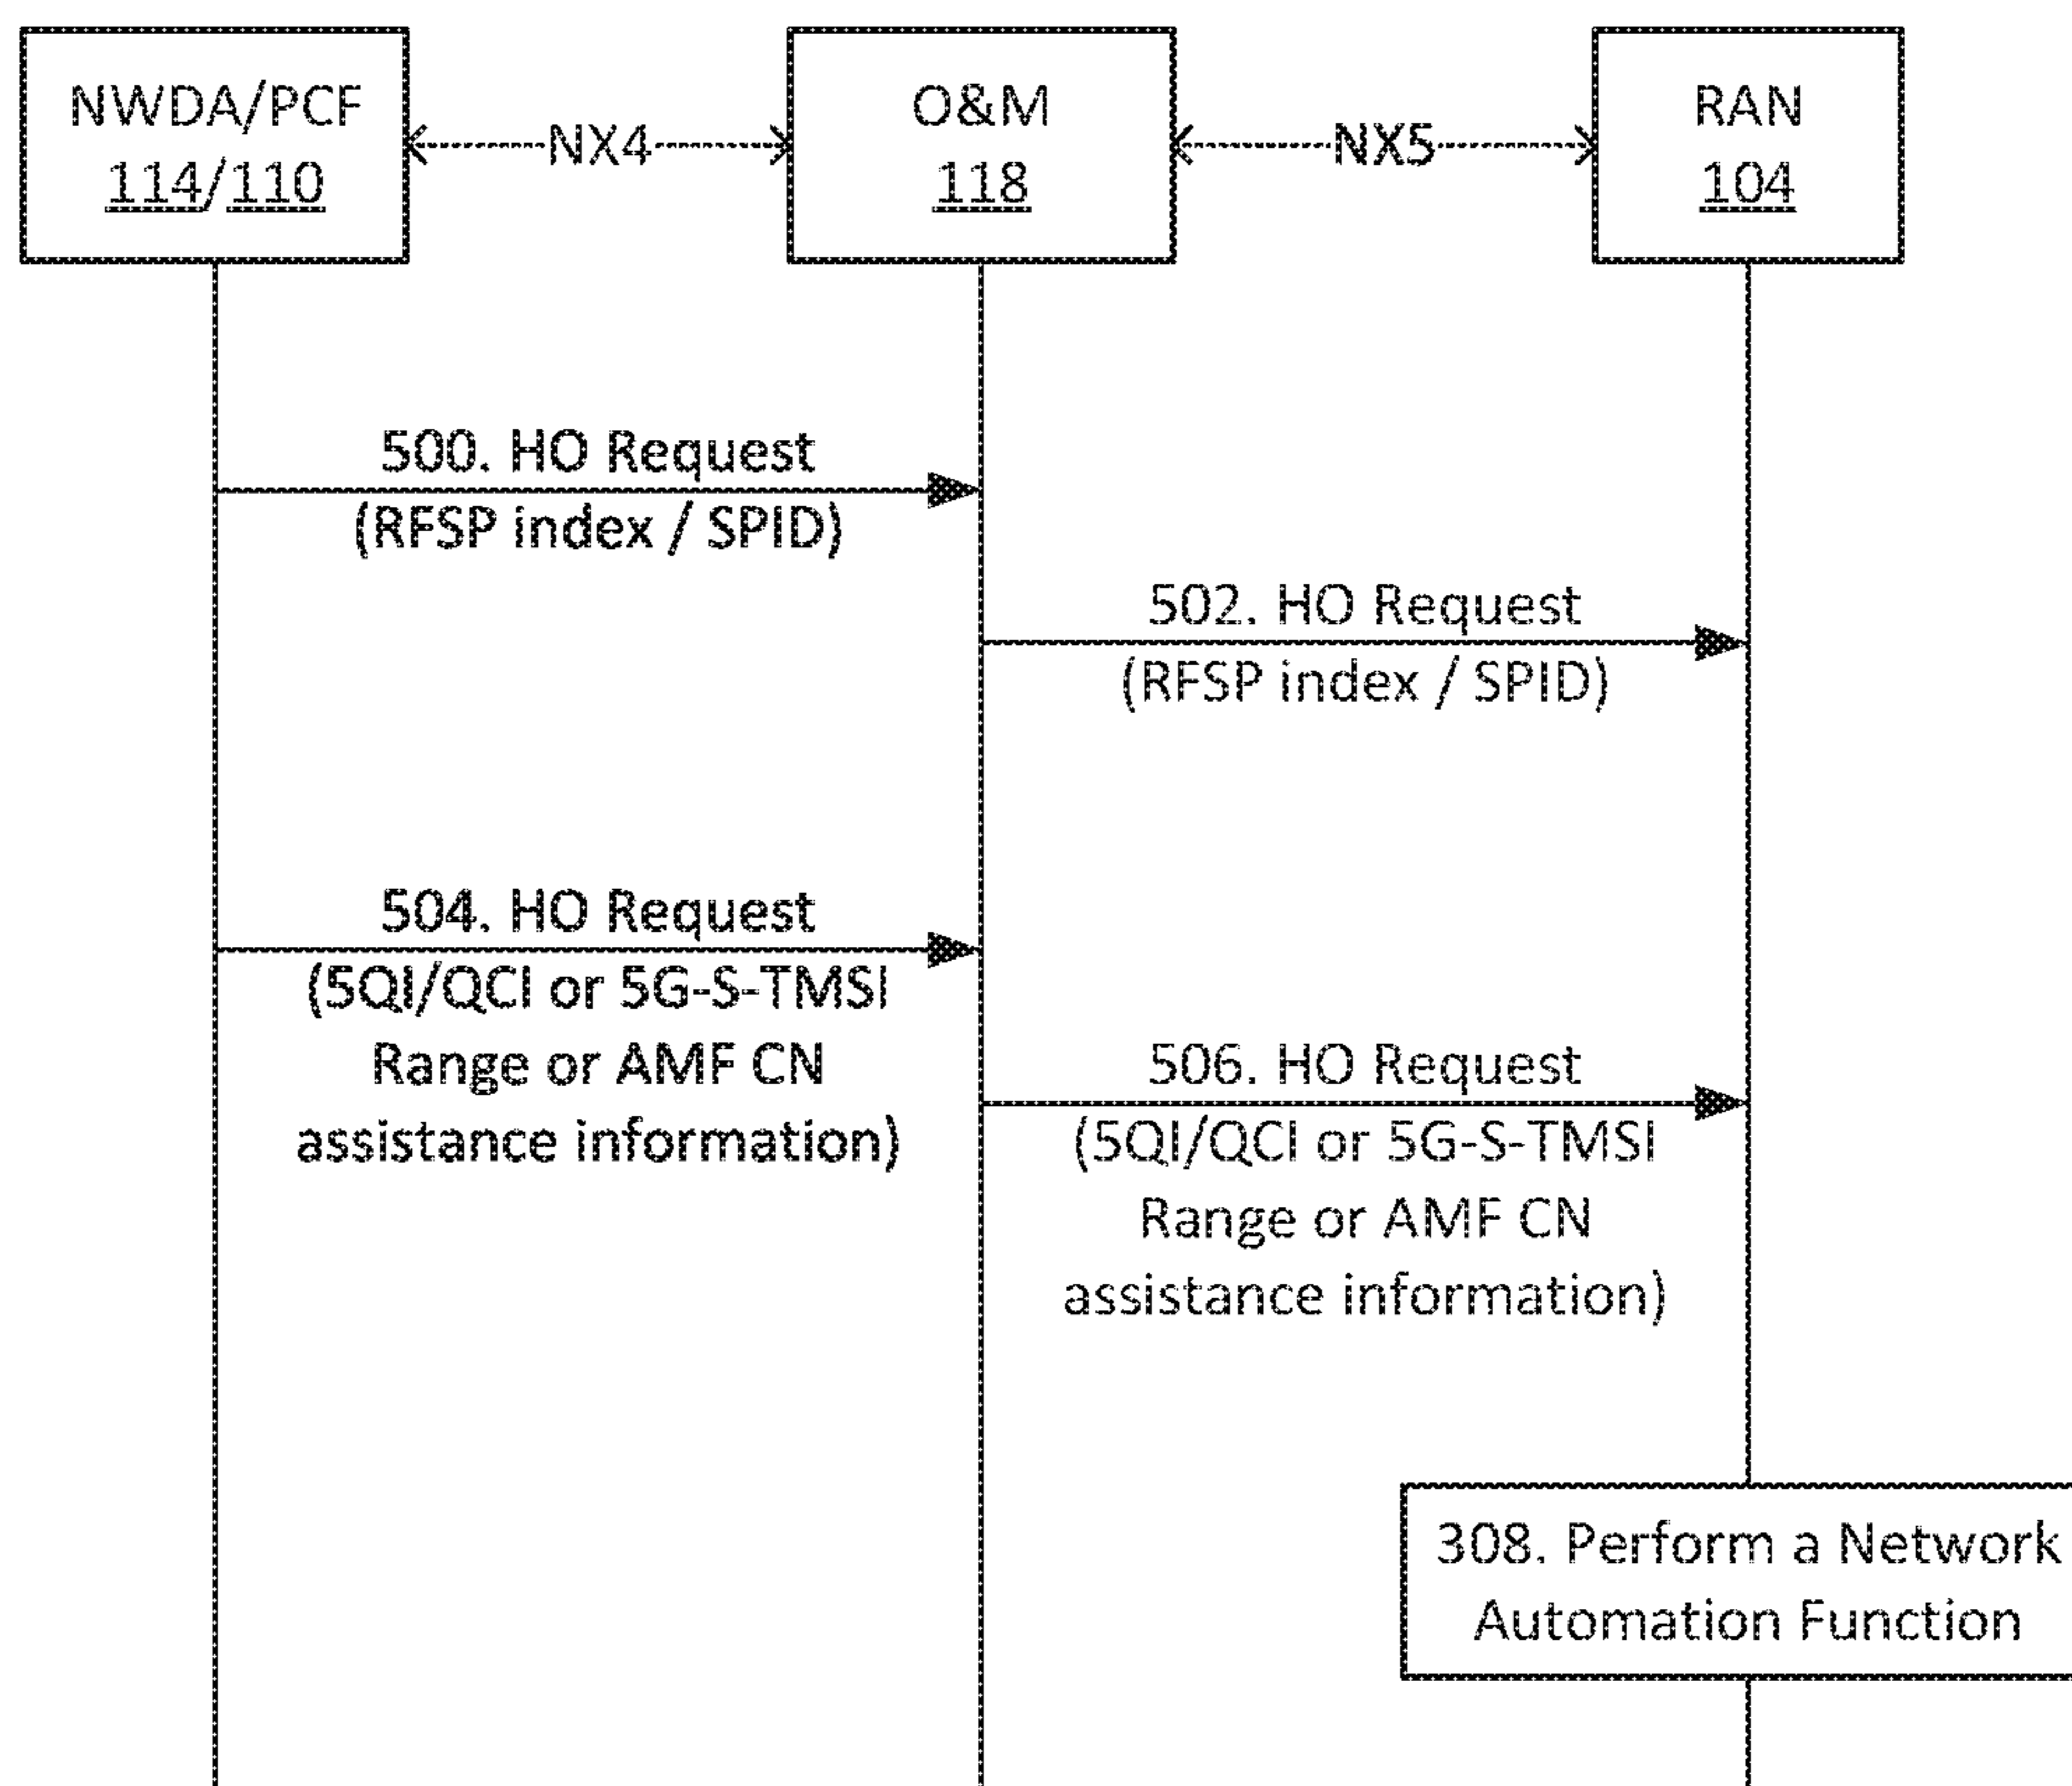 NWDA/PCF
114/110
NX4
O&M
118
NX5
RAN
104
500. HO Request
(RFSP index / SPID)
502. HO Request
(RFSP index / SPID)
504. HO Request
(5QI/QCI or 5G-S-TMSI
Range or AMF CN
assistance information)
506. HO Request
(5QI/QCI or 5G-S-TMSI
Range or AMF CN
assistance information)
308. Perform a Network
Automation Function